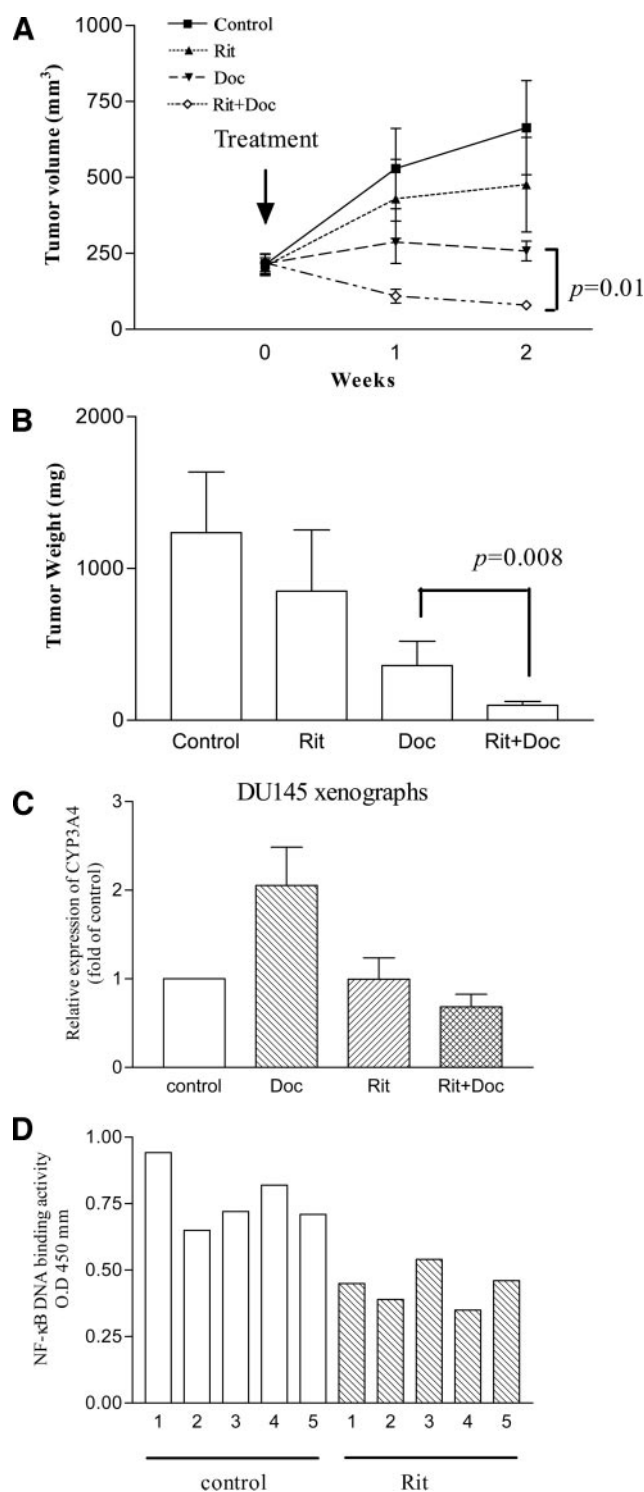 A
1000
750
500
250
0
Tumor volume (mm³)
Control
Rit
Doc
Rit+Doc
Treatment
p=0.01
0 1 2
Weeks
B
2000
1000
0
Tumor Weight (mg)
p=0.008
Control Rit Doc Rit+Doc
C
DU145 xenographs
3
2
1
0
Relative expression of CYP3A4
(fold of control)
control Doc Rit Rit+Doc
D
1.00
0.75
0.50
0.25
0.00
NF-κB DNA binding activity
O.D 450 mm
1 2 3 4 5 1 2 3 4 5
control Rit